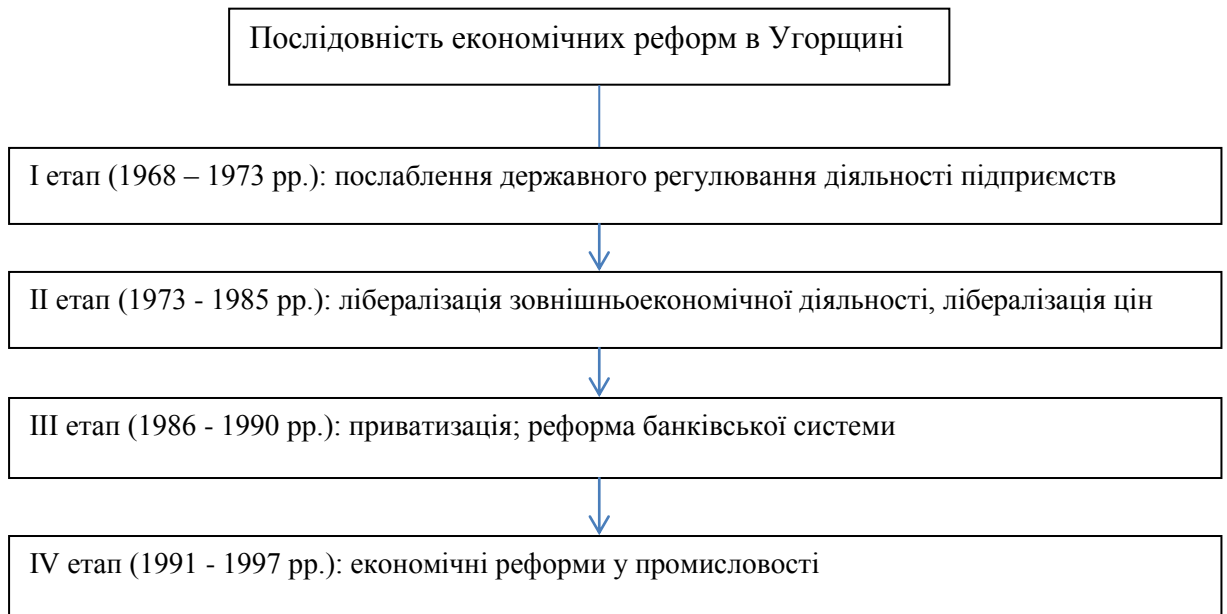 Послідовність економічних реформ в Угорщині
І етап (1968 – 1973 рр.): послаблення державного регулювання діяльності підприємств
ІІ етап (1973 - 1985 рр.): лібералізація зовнішньоекономічної діяльності, лібералізація цін
ІІІ етап (1986 - 1990 рр.): приватизація; реформа банківської системи
IV етап (1991 - 1997 рр.): економічні реформи у промисловості